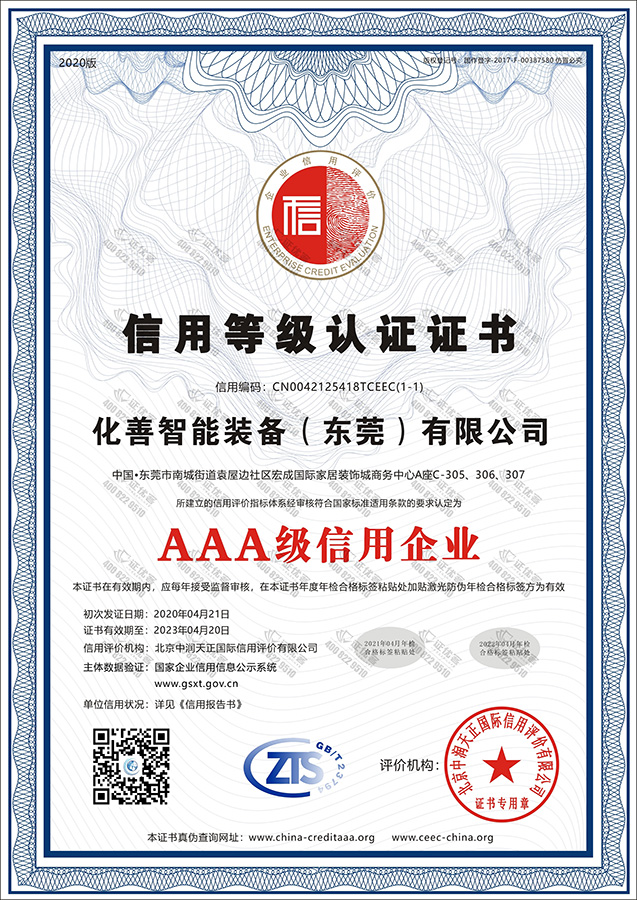 2020版
版权登记号：国作登字-2017-F-00387580 仿冒必究
企业信用评价
信
ENTERPRISE CREDIT EVALUATION
信用等级认证证书
信用编码：CN0042125418TCEEC(1-1)
化善智能装备（东莞）有限公司
中国•东莞市南城街道袁屋边社区宏成国际家居装饰城商务中心A座C-305、306、307
所建立的信用评价指标体系经审核符合国家标准适用条款的要求认定为
AAA级信用企业
本证书在有效期内，应每年接受监督审核，在本证书年度年检合格标签粘贴处加贴激光防伪年检合格标签方为有效
初次发证日期：2020年04月21日
证书有效期至：2023年04月20日
信用评价机构：北京中润天正国际信用评价有限公司
主体数据验证：国家企业信用信息公示系统
www.gsxt.gov.cn
2021年04月年检
合格标签粘贴处
2022年04月年检
合格标签粘贴处
单位信用状况：详见《信用报告书》
ZTS
GB/T23794
评价机构：
北京中润天正国际信用评价有限公司
证书专用章
本证书真伪查询网址：www.china-creditaaa.org www.ceec-china.org